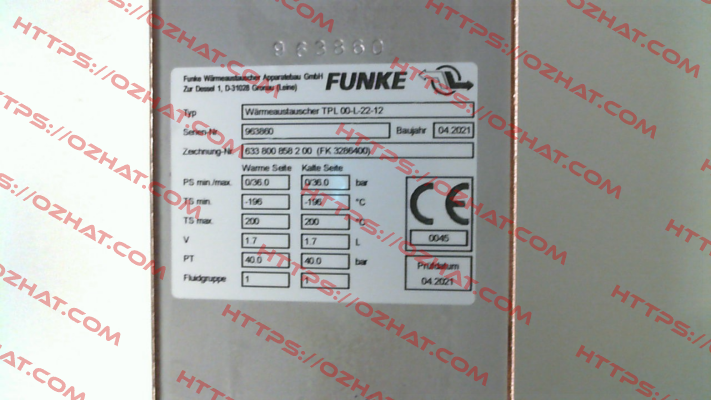 963860
Funke Wärmeaustauscher Apparatebau GmbH
Zur Dessel 1, D-31028 Gronau (Leine)
FUNKE
Typ Wärmeaustauscher TPL 00-L-22-12
Serien-Nr. 963860 Baujahr 04.2021
Zeichnung-Nr. 633 800 858 2 00 (FK 3286400)
Warme Seite Kalte Seite
PS min./max. 0/36.0 0/36.0 bar
TS min. -196 -196 °C
TS max. 200 200 °C
V 1.7 1.7 L
PT 40.0 40.0 bar
Fluidgruppe 1 1
CE
0045
Prüfdatum
04.2021
HTTPS://OZHAT.COM